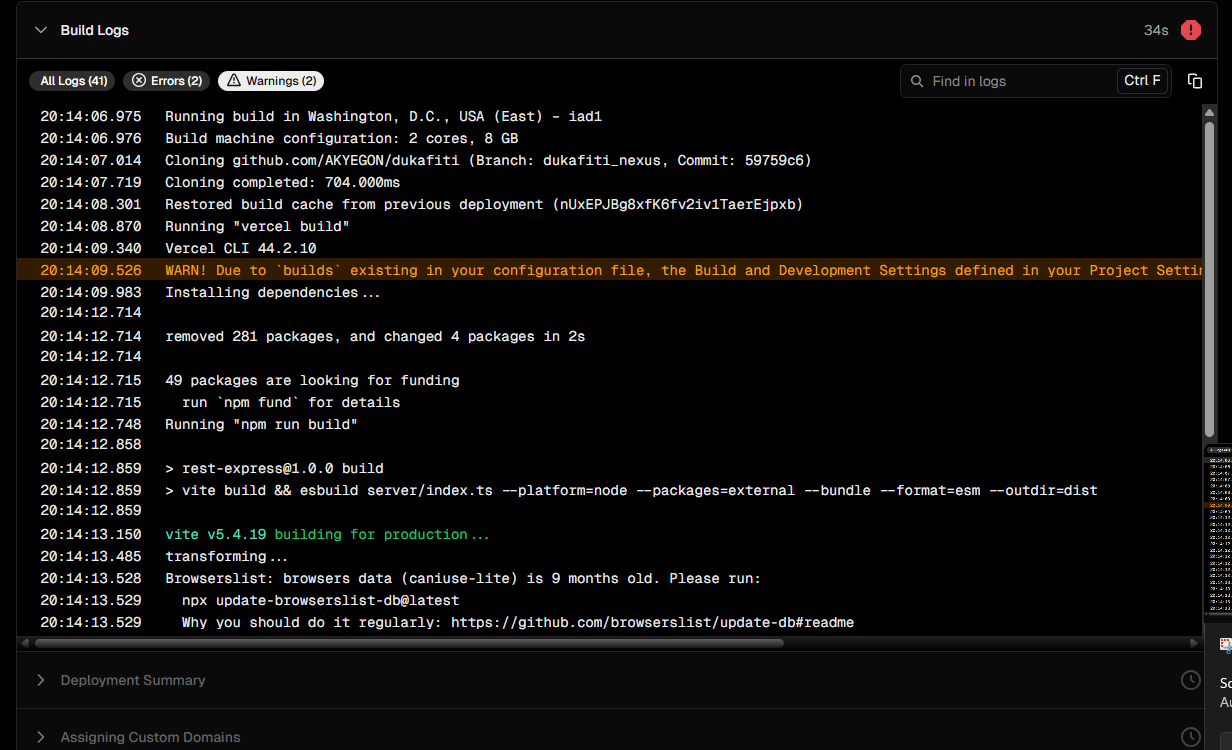 Build Logs 34s
All Logs (41) Errors (2) Warnings (2) Find in logs Ctrl F
20:14:06.975 Running build in Washington, D.C., USA (East) – iad1
20:14:06.976 Build machine configuration: 2 cores, 8 GB
20:14:07.014 Cloning github.com/AKYEGON/dukafiti (Branch: dukafiti_nexus, Commit: 59759c6)
20:14:07.719 Cloning completed: 704.000ms
20:14:08.301 Restored build cache from previous deployment (nUxEPJBg8xfK6fv2iv1TaerEjpxb)
20:14:08.870 Running "vercel build"
20:14:09.340 Vercel CLI 44.2.10
20:14:09.526 WARN! Due to `builds` existing in your configuration file, the Build and Development Settings defined in your Project Settin
20:14:09.983 Installing dependencies...
20:14:12.714
20:14:12.714 removed 281 packages, and changed 4 packages in 2s
20:14:12.714
20:14:12.715 49 packages are looking for funding
20:14:12.715 run `npm fund` for details
20:14:12.748 Running "npm run build"
20:14:12.858
20:14:12.859 > rest-express@1.0.0 build
20:14:12.859 > vite build && esbuild server/index.ts --platform=node --packages=external --bundle --format=esm --outdir=dist
20:14:12.859
20:14:13.150 vite v5.4.19 building for production...
20:14:13.485 transforming...
20:14:13.528 Browserslist: browsers data (caniuse-lite) is 9 months old. Please run:
20:14:13.529 npx update-browserslist-db@latest
20:14:13.529 Why you should do it regularly: https://github.com/browserslist/update-db#readme
Deployment Summary
Sc
Au
Assigning Custom Domains